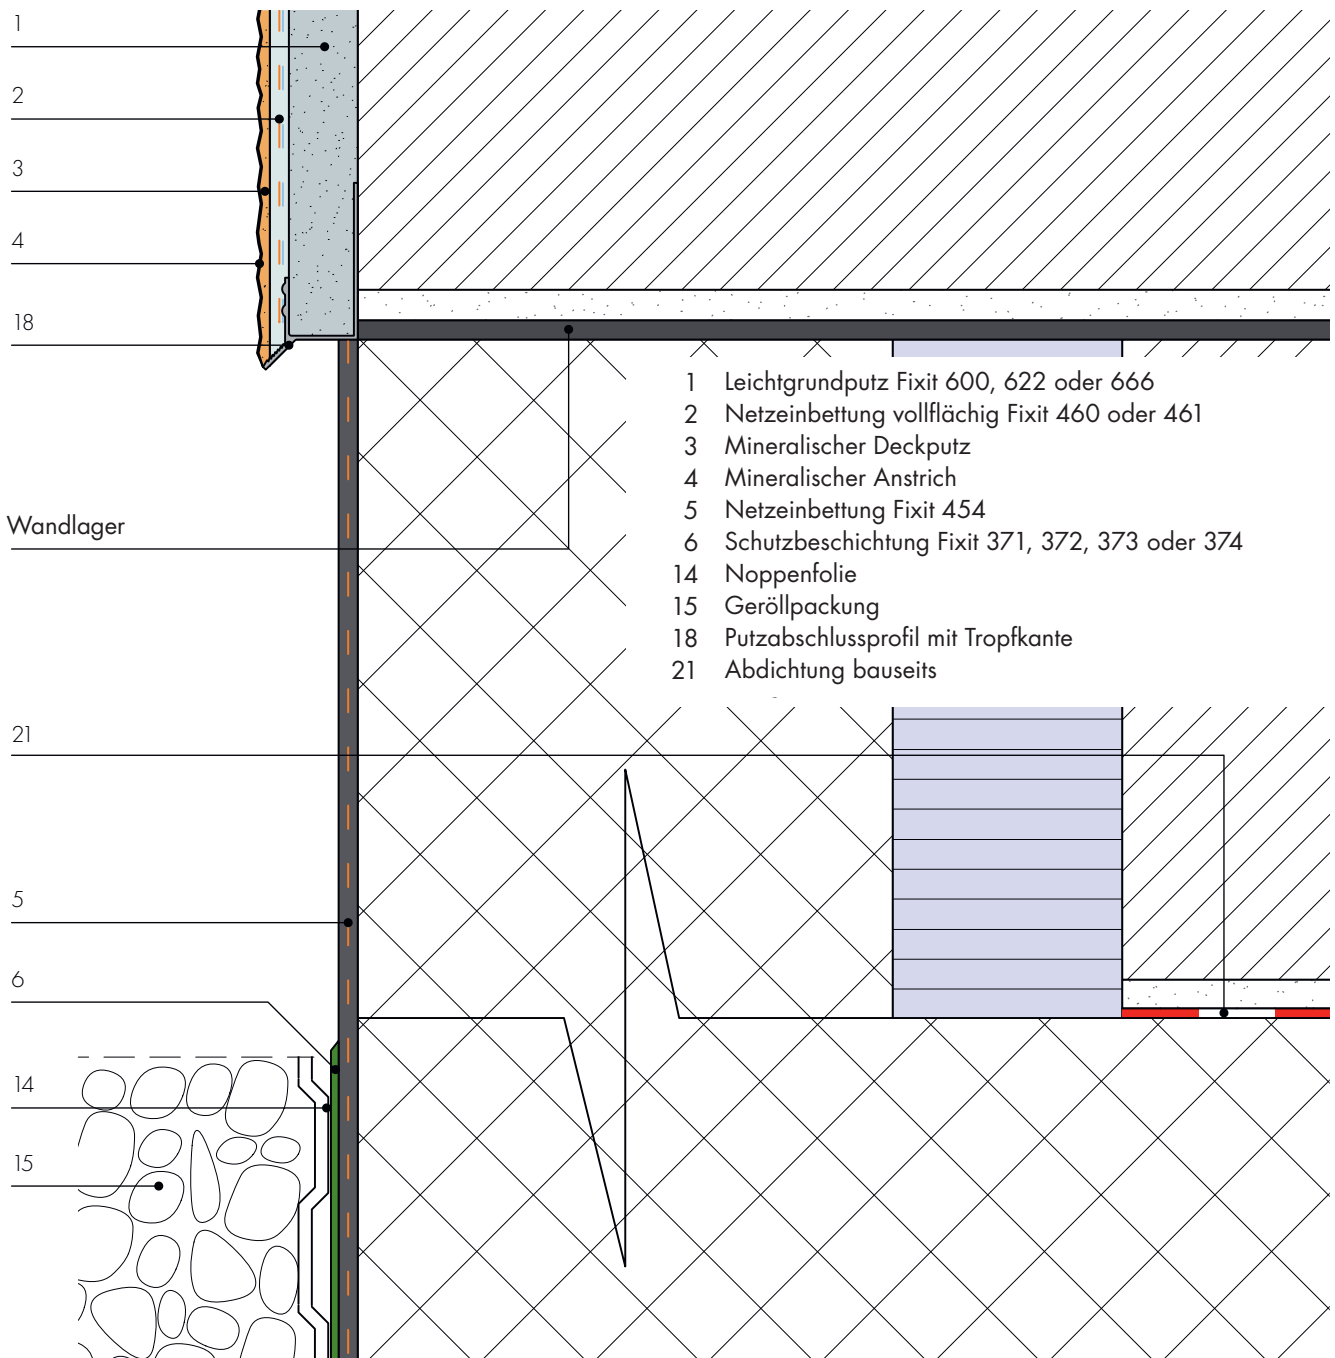 1
2
3
4
18
1 Leichtgrundputz Fixit 600, 622 oder 666
2 Netzeinbettung vollflächig Fixit 460 oder 461
3 Mineralischer Deckputz
4 Mineralischer Anstrich
5 Netzeinbettung Fixit 454
6 Schutzbeschichtung Fixit 371, 372, 373 oder 374
14 Noppenfolie
15 Geröllpackung
18 Putzabschlussprofil mit Tropfkante
21 Abdichtung bauseits
Wandlager
21
5
6
14
15